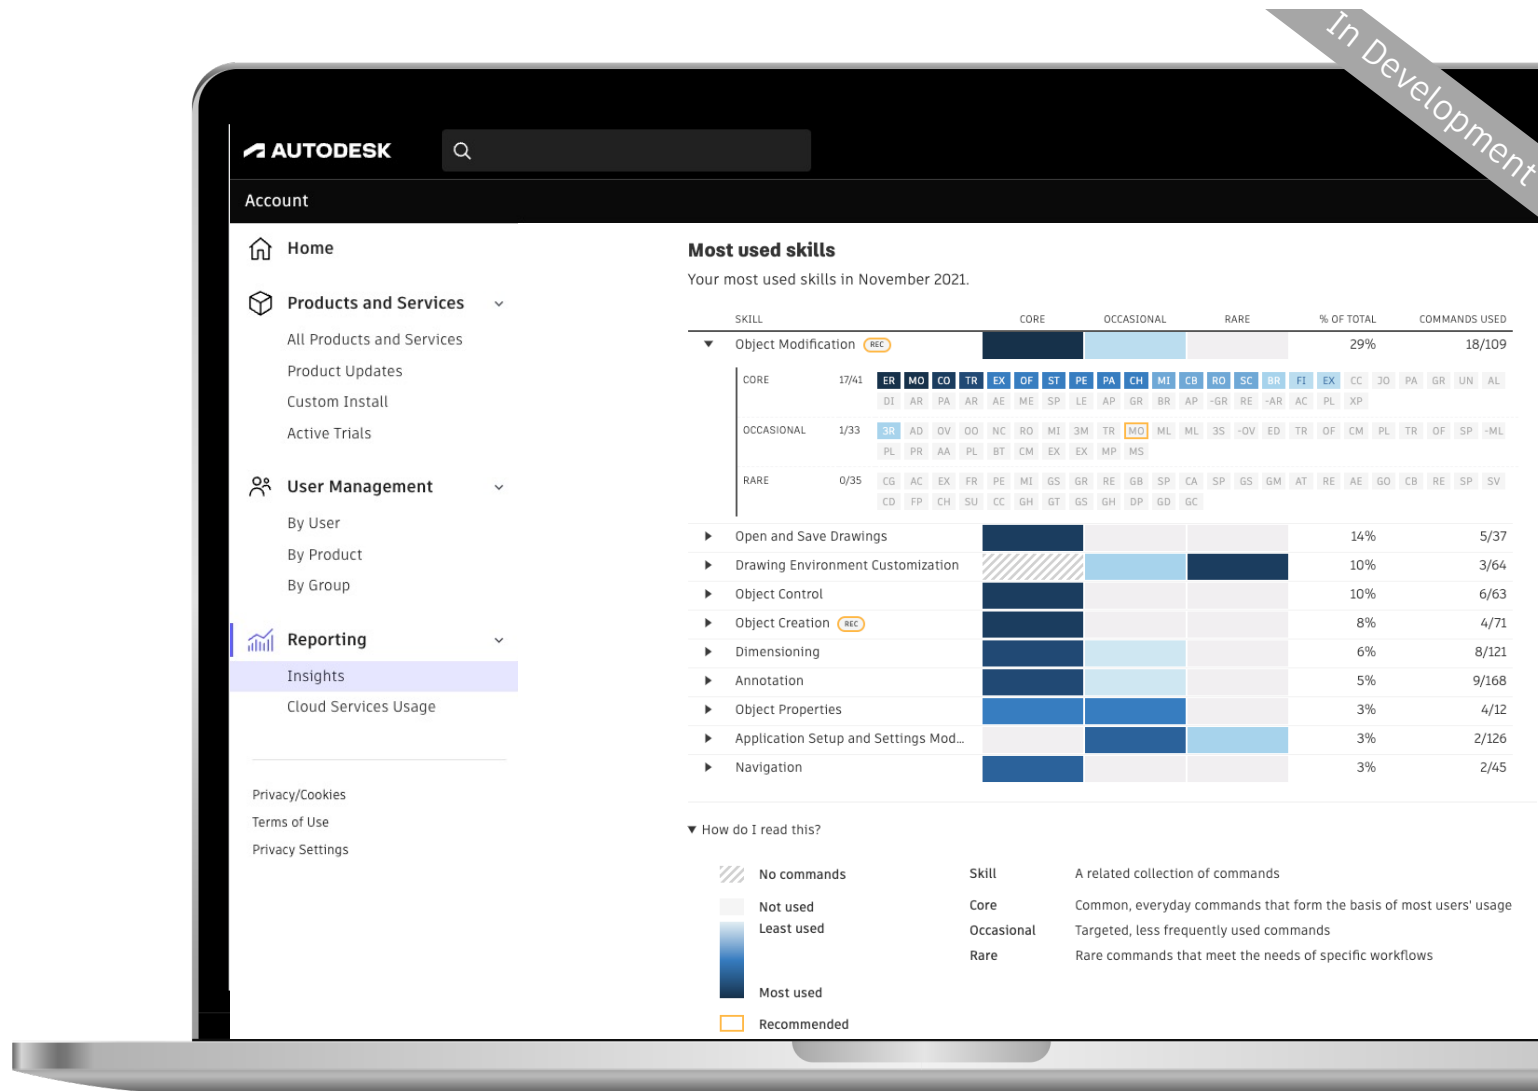 In Development
AUTODESK
Account
Home
Products and Services
All Products and Services
Product Updates
Custom Install
Active Trials
User Management
By User
By Product
By Group
Reporting
Insights
Cloud Services Usage
Privacy/Cookies
Terms of Use
Privacy Settings
Most used skills
Your most used skills in November 2021.
SKILL CORE OCCASIONAL RARE % OF TOTAL COMMANDS USED
Object Modification REC 29% 18/109
CORE 17/41 ER MO CO TR EX OF ST PE PA CH MI CB RO SC BR FI EX CC JO PA GR UN AL
DI AR PA AR AE ME SP LE AP GR BR AP -GR RE -AR AC PL XP
OCCASIONAL 1/33 3R AD OV OO NC RO MI 3M TR MO ML ML 3S -OV ED TR OF CM PL TR OF SP -ML
PL PR AA PL BT CM EX EX MP MS
RARE 0/35 CG AC EX FR PE MI GS GR RE GB SP CA SP GS GM AT RE AE GO CB RE SP SV
CD FP CH SU CC GH GT GS GH DP GD GC
Open and Save Drawings 14% 5/37
Drawing Environment Customization 10% 3/64
Object Control 10% 6/63
Object Creation REC 8% 4/71
Dimensioning 6% 8/121
Annotation 5% 9/168
Object Properties 3% 4/12
Application Setup and Settings Mod... 3% 2/126
Navigation 3% 2/45
How do I read this?
No commands
Not used
Least used
Most used
Recommended
Skill A related collection of commands
Core Common, everyday commands that form the basis of most users' usage
Occasional Targeted, less frequently used commands
Rare Rare commands that meet the needs of specific workflows